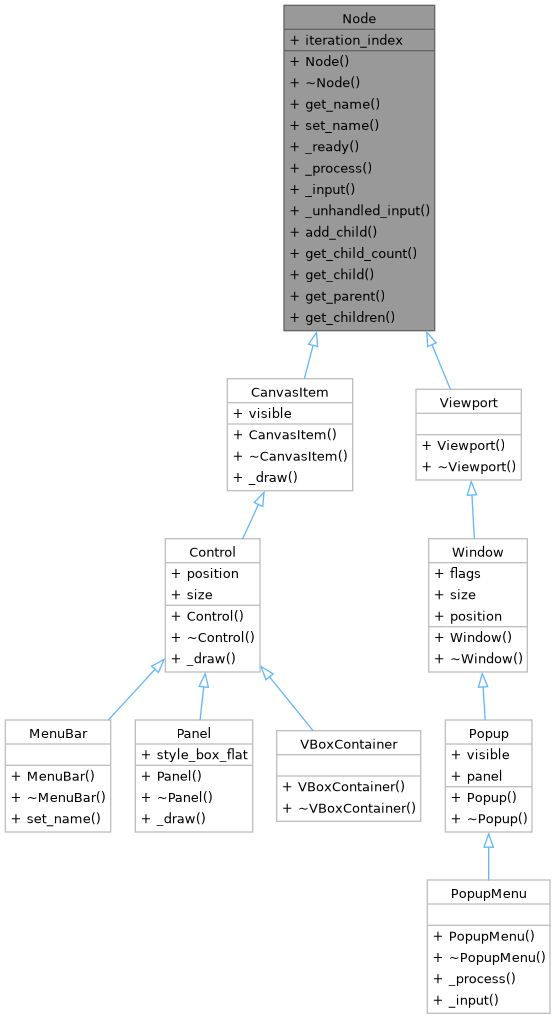 Node
+ iteration_index
+ Node()
+ ~Node()
+ get_name()
+ set_name()
+ _ready()
+ _process()
+ _input()
+ _unhandled_input()
+ add_child()
+ get_child_count()
+ get_child()
+ get_parent()
+ get_children()
CanvasItem
+ visible
+ CanvasItem()
+ ~CanvasItem()
+ _draw()
Viewport
+ Viewport()
+ ~Viewport()
Control
+ position
+ size
+ Control()
+ ~Control()
+ _draw()
Window
+ flags
+ size
+ position
+ Window()
+ ~Window()
MenuBar
+ MenuBar()
+ ~MenuBar()
+ set_name()
Panel
+ style_box_flat
+ Panel()
+ ~Panel()
+ _draw()
VBoxContainer
+ VBoxContainer()
+ ~VBoxContainer()
Popup
+ visible
+ panel
+ Popup()
+ ~Popup()
PopupMenu
+ PopupMenu()
+ ~PopupMenu()
+ _process()
+ _input()